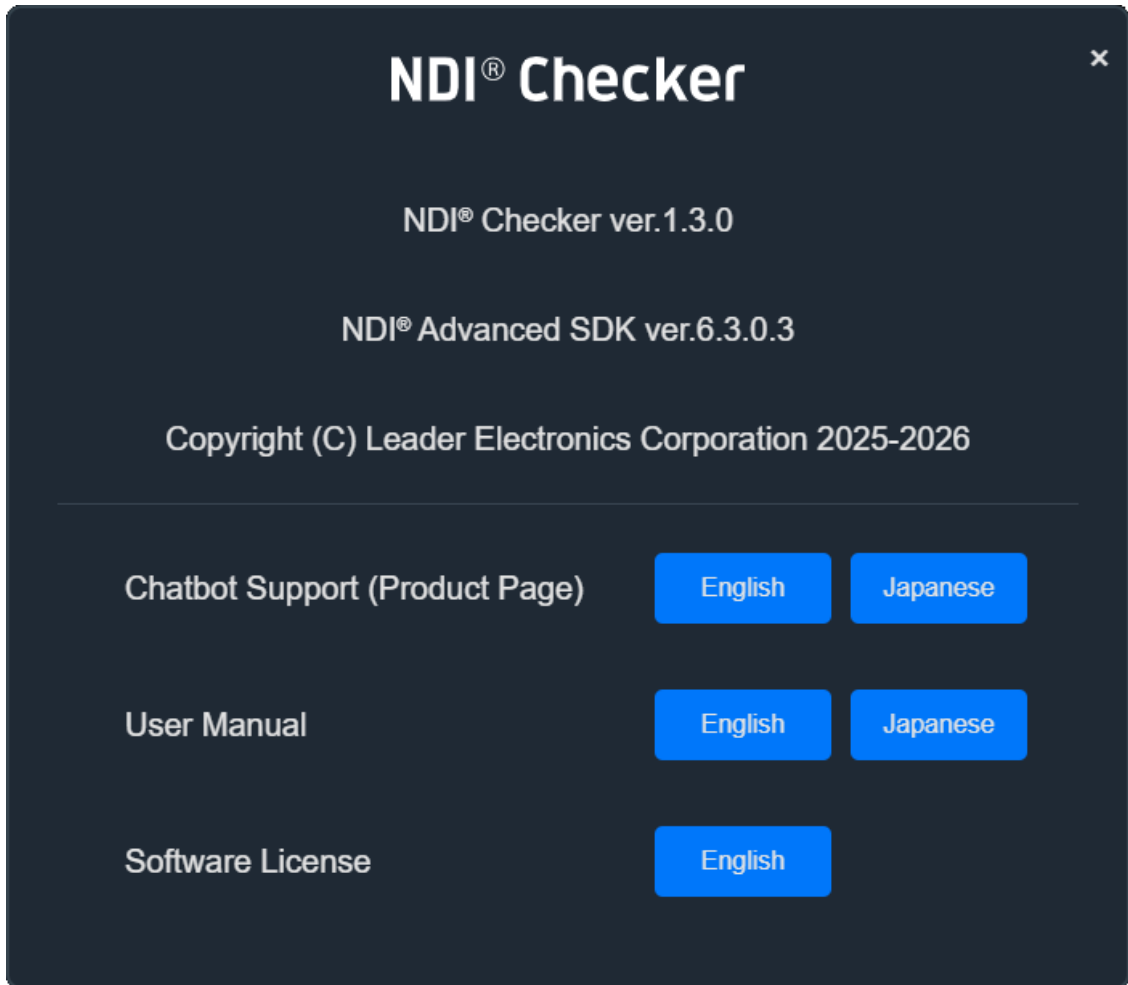 NDI® Checker
×
NDI® Checker ver.1.3.0
NDI® Advanced SDK ver.6.3.0.3
Copyright (C) Leader Electronics Corporation 2025-2026
Chatbot Support (Product Page) English Japanese
User Manual English Japanese
Software License English